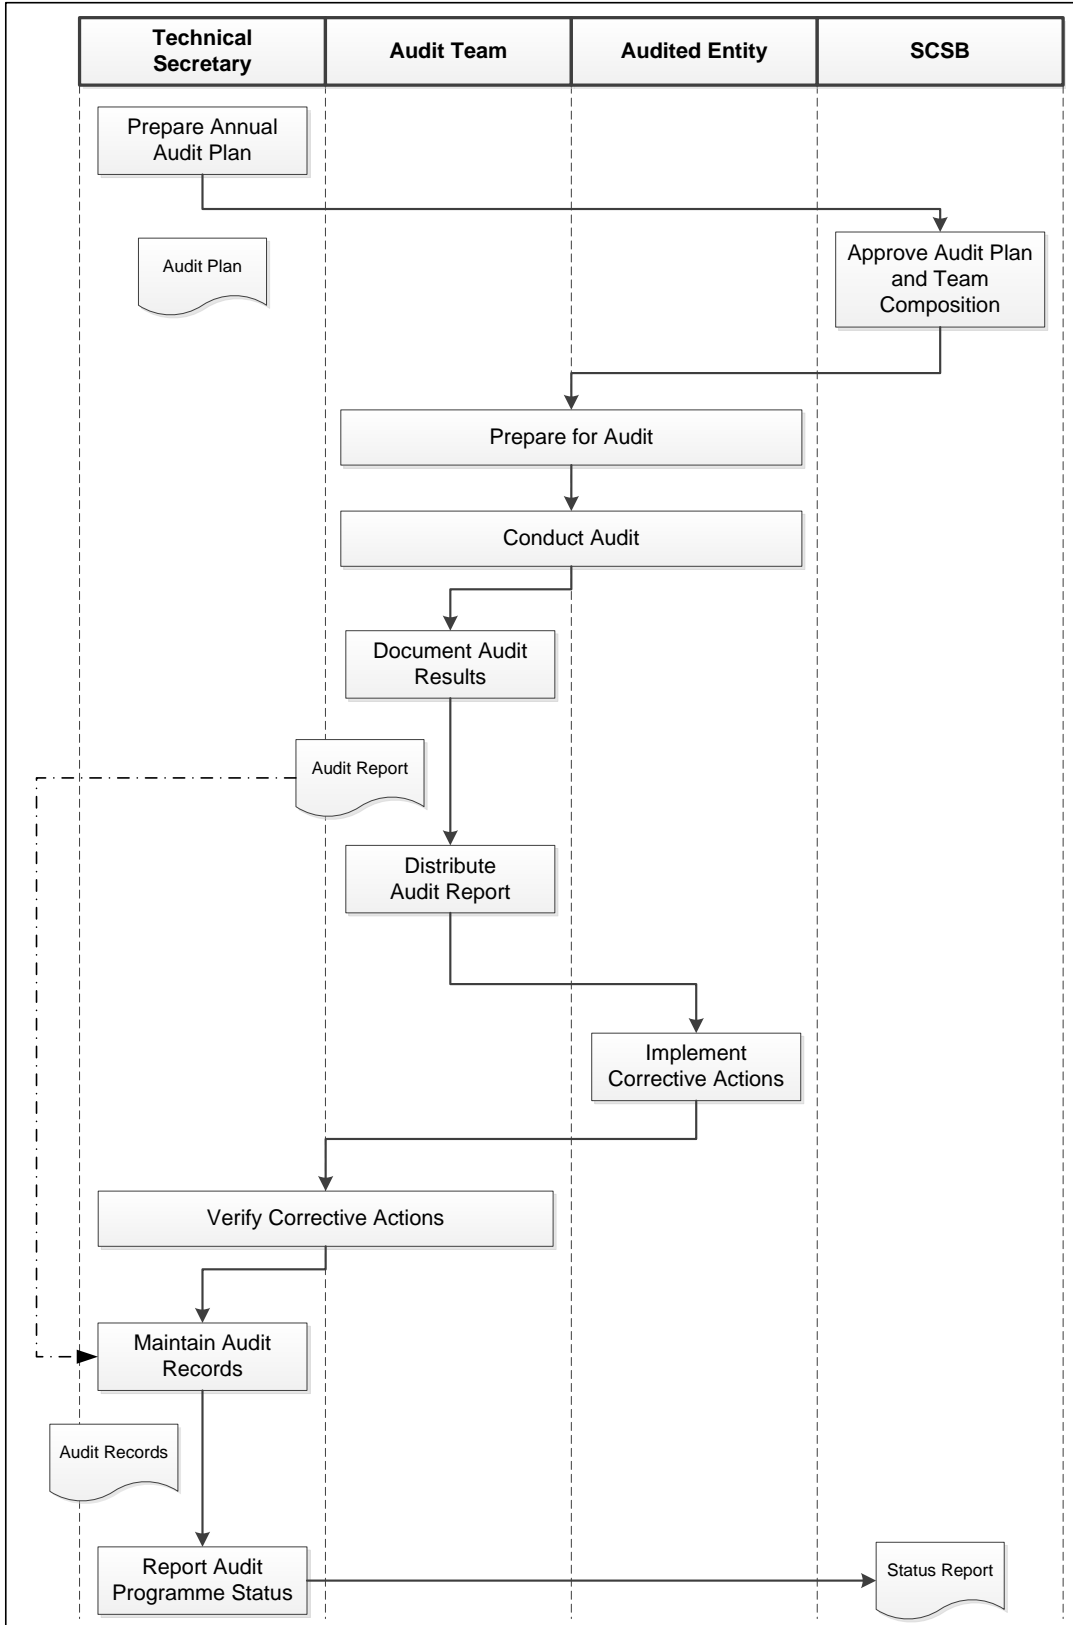 Technical
Secretary
Audit Team
Audited Entity
SCSB
Prepare Annual
Audit Plan
Audit Plan
Approve Audit Plan
and Team
Composition
Prepare for Audit
Conduct Audit
Document Audit
Results
Audit Report
Distribute
Audit Report
Implement
Corrective Actions
Verify Corrective Actions
Maintain Audit
Records
Audit Records
Report Audit
Programme Status
Status Report